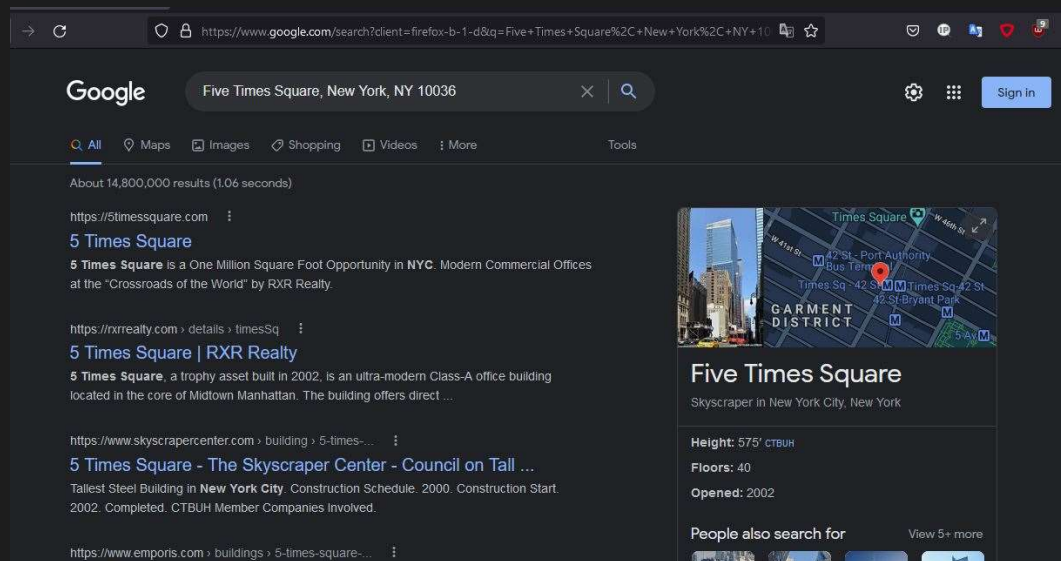 https://www.google.com/search?client=firefox-b-1-d&q=Five+Times+Square%2C+New+York%2C+NY+10
9
Google
Five Times Square, New York, NY 10036
Sign in
All
Maps
Images
Shopping
Videos
More
Tools
About 14,800,000 results (1.06 seconds)
https://5timessquare.com
5 Times Square
5 Times Square is a One Million Square Foot Opportunity in NYC. Modern Commercial Offices
at the "Crossroads of the World" by RXR Realty.
https://rxrrealty.com › details › timesSq
5 Times Square | RXR Realty
5 Times Square, a trophy asset built in 2002, is an ultra-modern Class-A office building
located in the core of Midtown Manhattan. The building offers direct ...
https://www.skyscrapercenter.com › building › 5-times-...
5 Times Square - The Skyscraper Center - Council on Tall ...
Tallest Steel Building in New York City. Construction Schedule. 2000. Construction Start.
2002. Completed. CTBUH Member Companies Involved.
https://www.emporis.com › buildings › 5-times-square-...
Times Square
W 46th St
W 41st St
42 St - Port Authority
Bus Terminal
Times Sq - 42 St
Times Sq-42 St
42 St-Bryant Park
GARMENT
DISTRICT
5 Av
Five Times Square
Skyscraper in New York City, New York
Height: 575′ CTBUH
Floors: 40
Opened: 2002
People also search for
View 5+ more